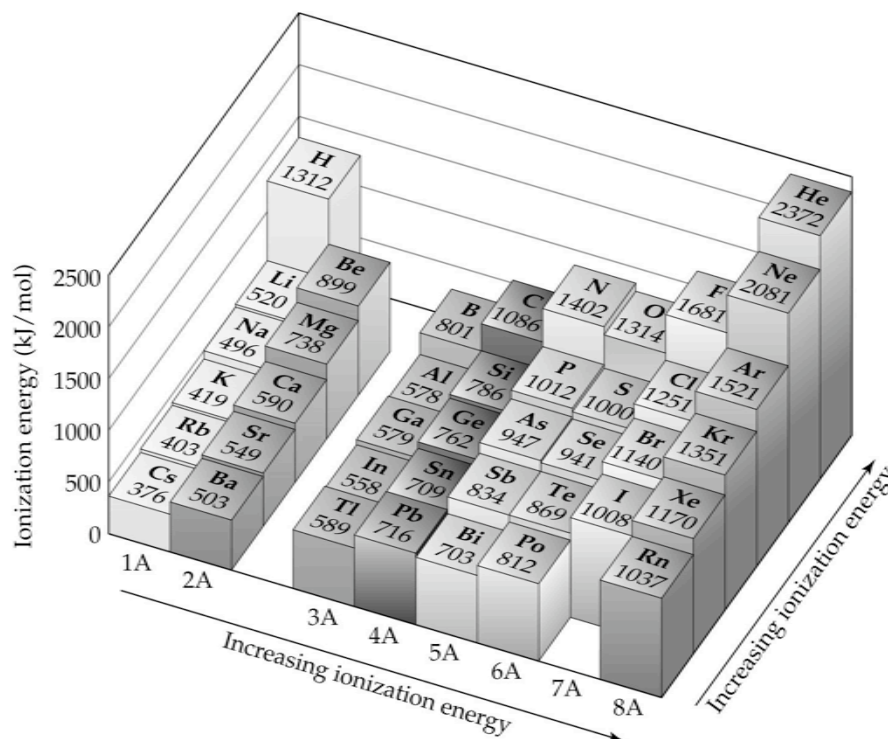 Ionization energy (kJ/mol)
2500
2000
1500
1000
500
0
H
1312
He
2372
Li
520
Be
899
B
801
C
1086
N
1402
O
1314
F
1681
Ne
2081
Na
496
Mg
738
Al
578
Si
786
P
1012
S
1000
Cl
1251
Ar
1521
K
419
Ca
590
Ga
579
Ge
762
As
947
Se
941
Br
1140
Kr
1351
Rb
403
Sr
549
In
558
Sn
709
Sb
834
Te
869
I
1008
Xe
1170
Cs
376
Ba
503
Tl
589
Pb
716
Bi
703
Po
812
Rn
1037
1A
2A
3A
4A
5A
6A
7A
8A
Increasing ionization energy
Increasing ionization energy